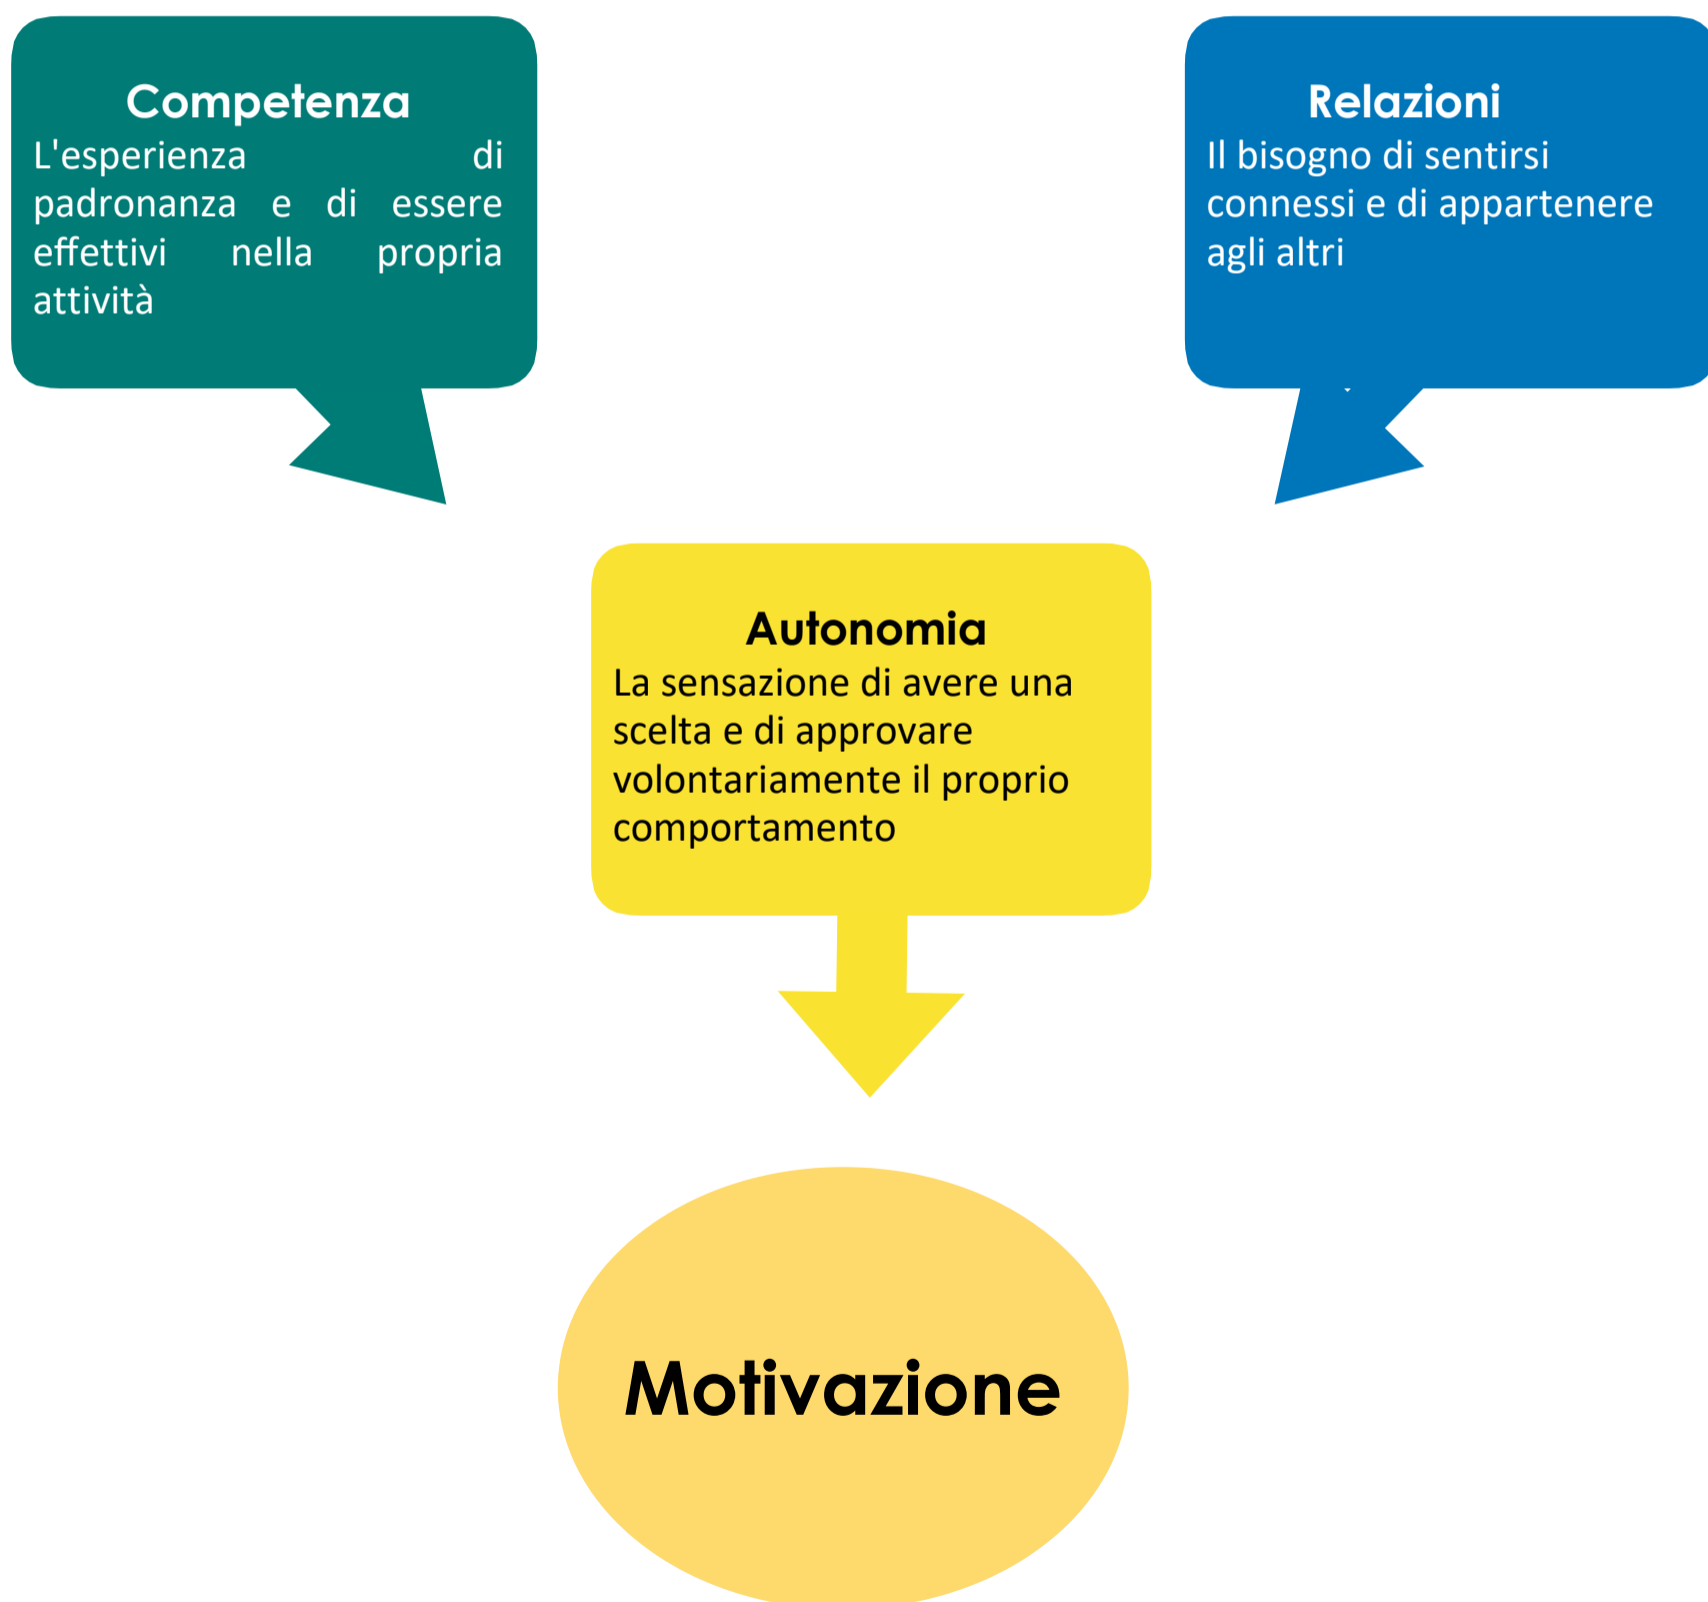 Competenza
L'esperienza di
padronanza e di essere
effettivi nella propria
attività
Relazioni
Il bisogno di sentirsi
connessi e di appartenere
agli altri
Autonomia
La sensazione di avere una
scelta e di approvare
volontariamente il proprio
comportamento
Motivazione